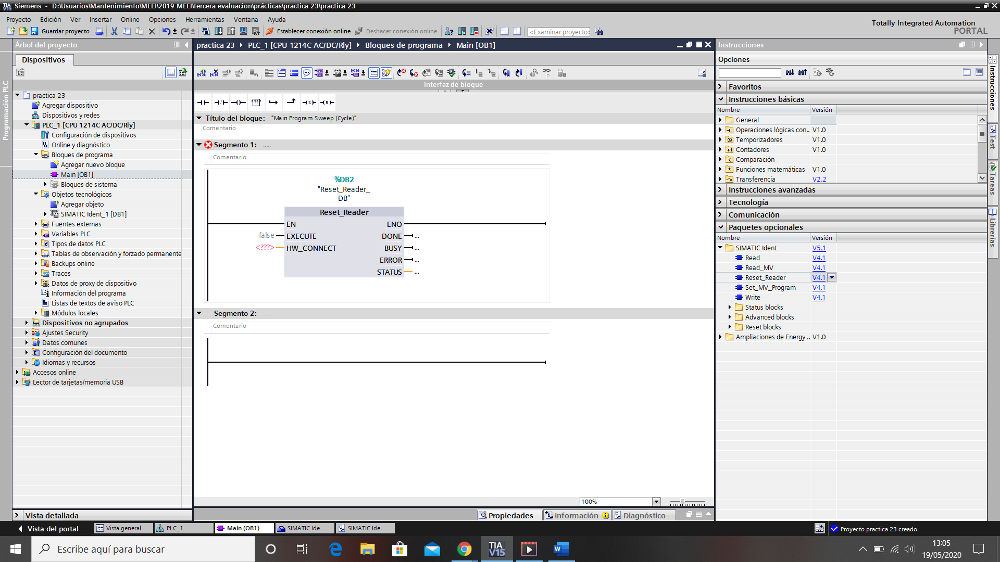 Siemens - D:\Usuarios\Mantenimiento\MEEI\2019 MEEI\tercera evaluacion\prácticas\practica 23\practica 23
Proyecto Edición Ver Insertar Online Opciones Herramientas Ventana Ayuda
Totally Integrated Automation
PORTAL
Guardar proyecto
Establecer conexión online
Deshacer conexión online
<Examinar proyecto>
Árbol del proyecto
Dispositivos
Programación PLC
practica 23
Agregar dispositivo
Dispositivos y redes
PLC_1 [CPU 1214C AC/DC/Rly]
Configuración de dispositivos
Online y diagnóstico
Bloques de programa
Agregar nuevo bloque
Main [OB1]
Bloques de sistema
Objetos tecnológicos
Agregar objeto
SIMATIC Ident_1 [DB1]
Fuentes externas
Variables PLC
Tipos de datos PLC
Tablas de observación y forzado permanente
Backups online
Traces
Datos de proxy de dispositivo
Información del programa
Listas de textos de aviso PLC
Módulos locales
Dispositivos no agrupados
Ajustes Security
Datos comunes
Configuración del documento
Idiomas y recursos
Accesos online
Lector de tarjetas/memoria USB
Vista detallada
practica 23 PLC_1 [CPU 1214C AC/DC/Rly] Bloques de programa Main [OB1]
Interfaz de bloque
Título del bloque: "Main Program Sweep (Cycle)"
Comentario
Segmento 1: .....
Comentario
%DB2
"Reset_Reader_
DB"
Reset_Reader
EN ENO
false EXECUTE DONE ...
<???> HW_CONNECT BUSY ...
ERROR ...
STATUS ...
Segmento 2: .....
Comentario
100%
Propiedades Información Diagnóstico
Instrucciones
Opciones
Favoritos
Instrucciones básicas
Nombre Versión
General
Operaciones lógicas con.. V1.0
Temporizadores V1.0
Contadores V1.0
Comparación
Funciones matemáticas V1.0
Transferencia V2.2
Instrucciones avanzadas
Tecnología
Comunicación
Paquetes opcionales
Nombre Versión
SIMATIC Ident V5.1
Read V4.1
Read_MV V4.1
Reset_Reader V4.1
Set_MV_Program V4.1
Write V4.1
Status blocks
Advanced blocks
Reset blocks
Ampliaciones de Energy .. V1.0
Instrucciones
Test
Tareas
Librerías
Vista del portal
Vista general
PLC_1
Main (OB1)
SIMATIC Ide...
SIMATIC Ide...
Proyecto practica 23 creado.
Escribe aquí para buscar
TIA
V15
13:05
19/05/2020